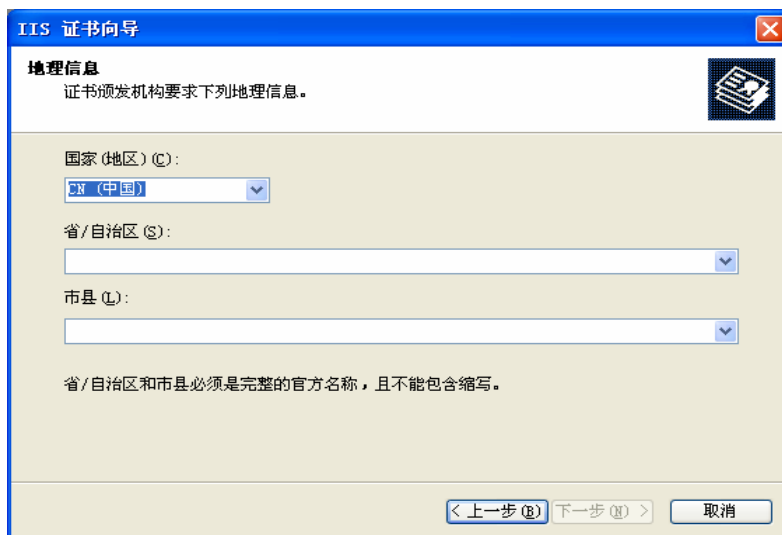 IIS 证书向导
地理信息
证书颁发机构要求下列地理信息。
国家(地区)(C):
CN (中国)
省/自治区(S):
市县(L):
省/自治区和市县必须是完整的官方名称，且不能包含缩写。
< 上一步(B) 下一步(N) > 取消